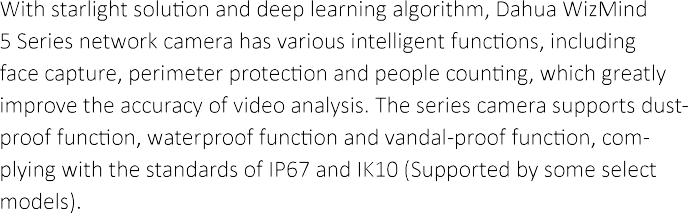 With starlight solution and deep learning algorithm, Dahua WizMind
5 Series network camera has various intelligent functions, including
face capture, perimeter protection and people counting, which greatly
improve the accuracy of video analysis. The series camera supports dust-
proof function, waterproof function and vandal-proof function, com-
plying with the standards of IP67 and IK10 (Supported by some select
models).